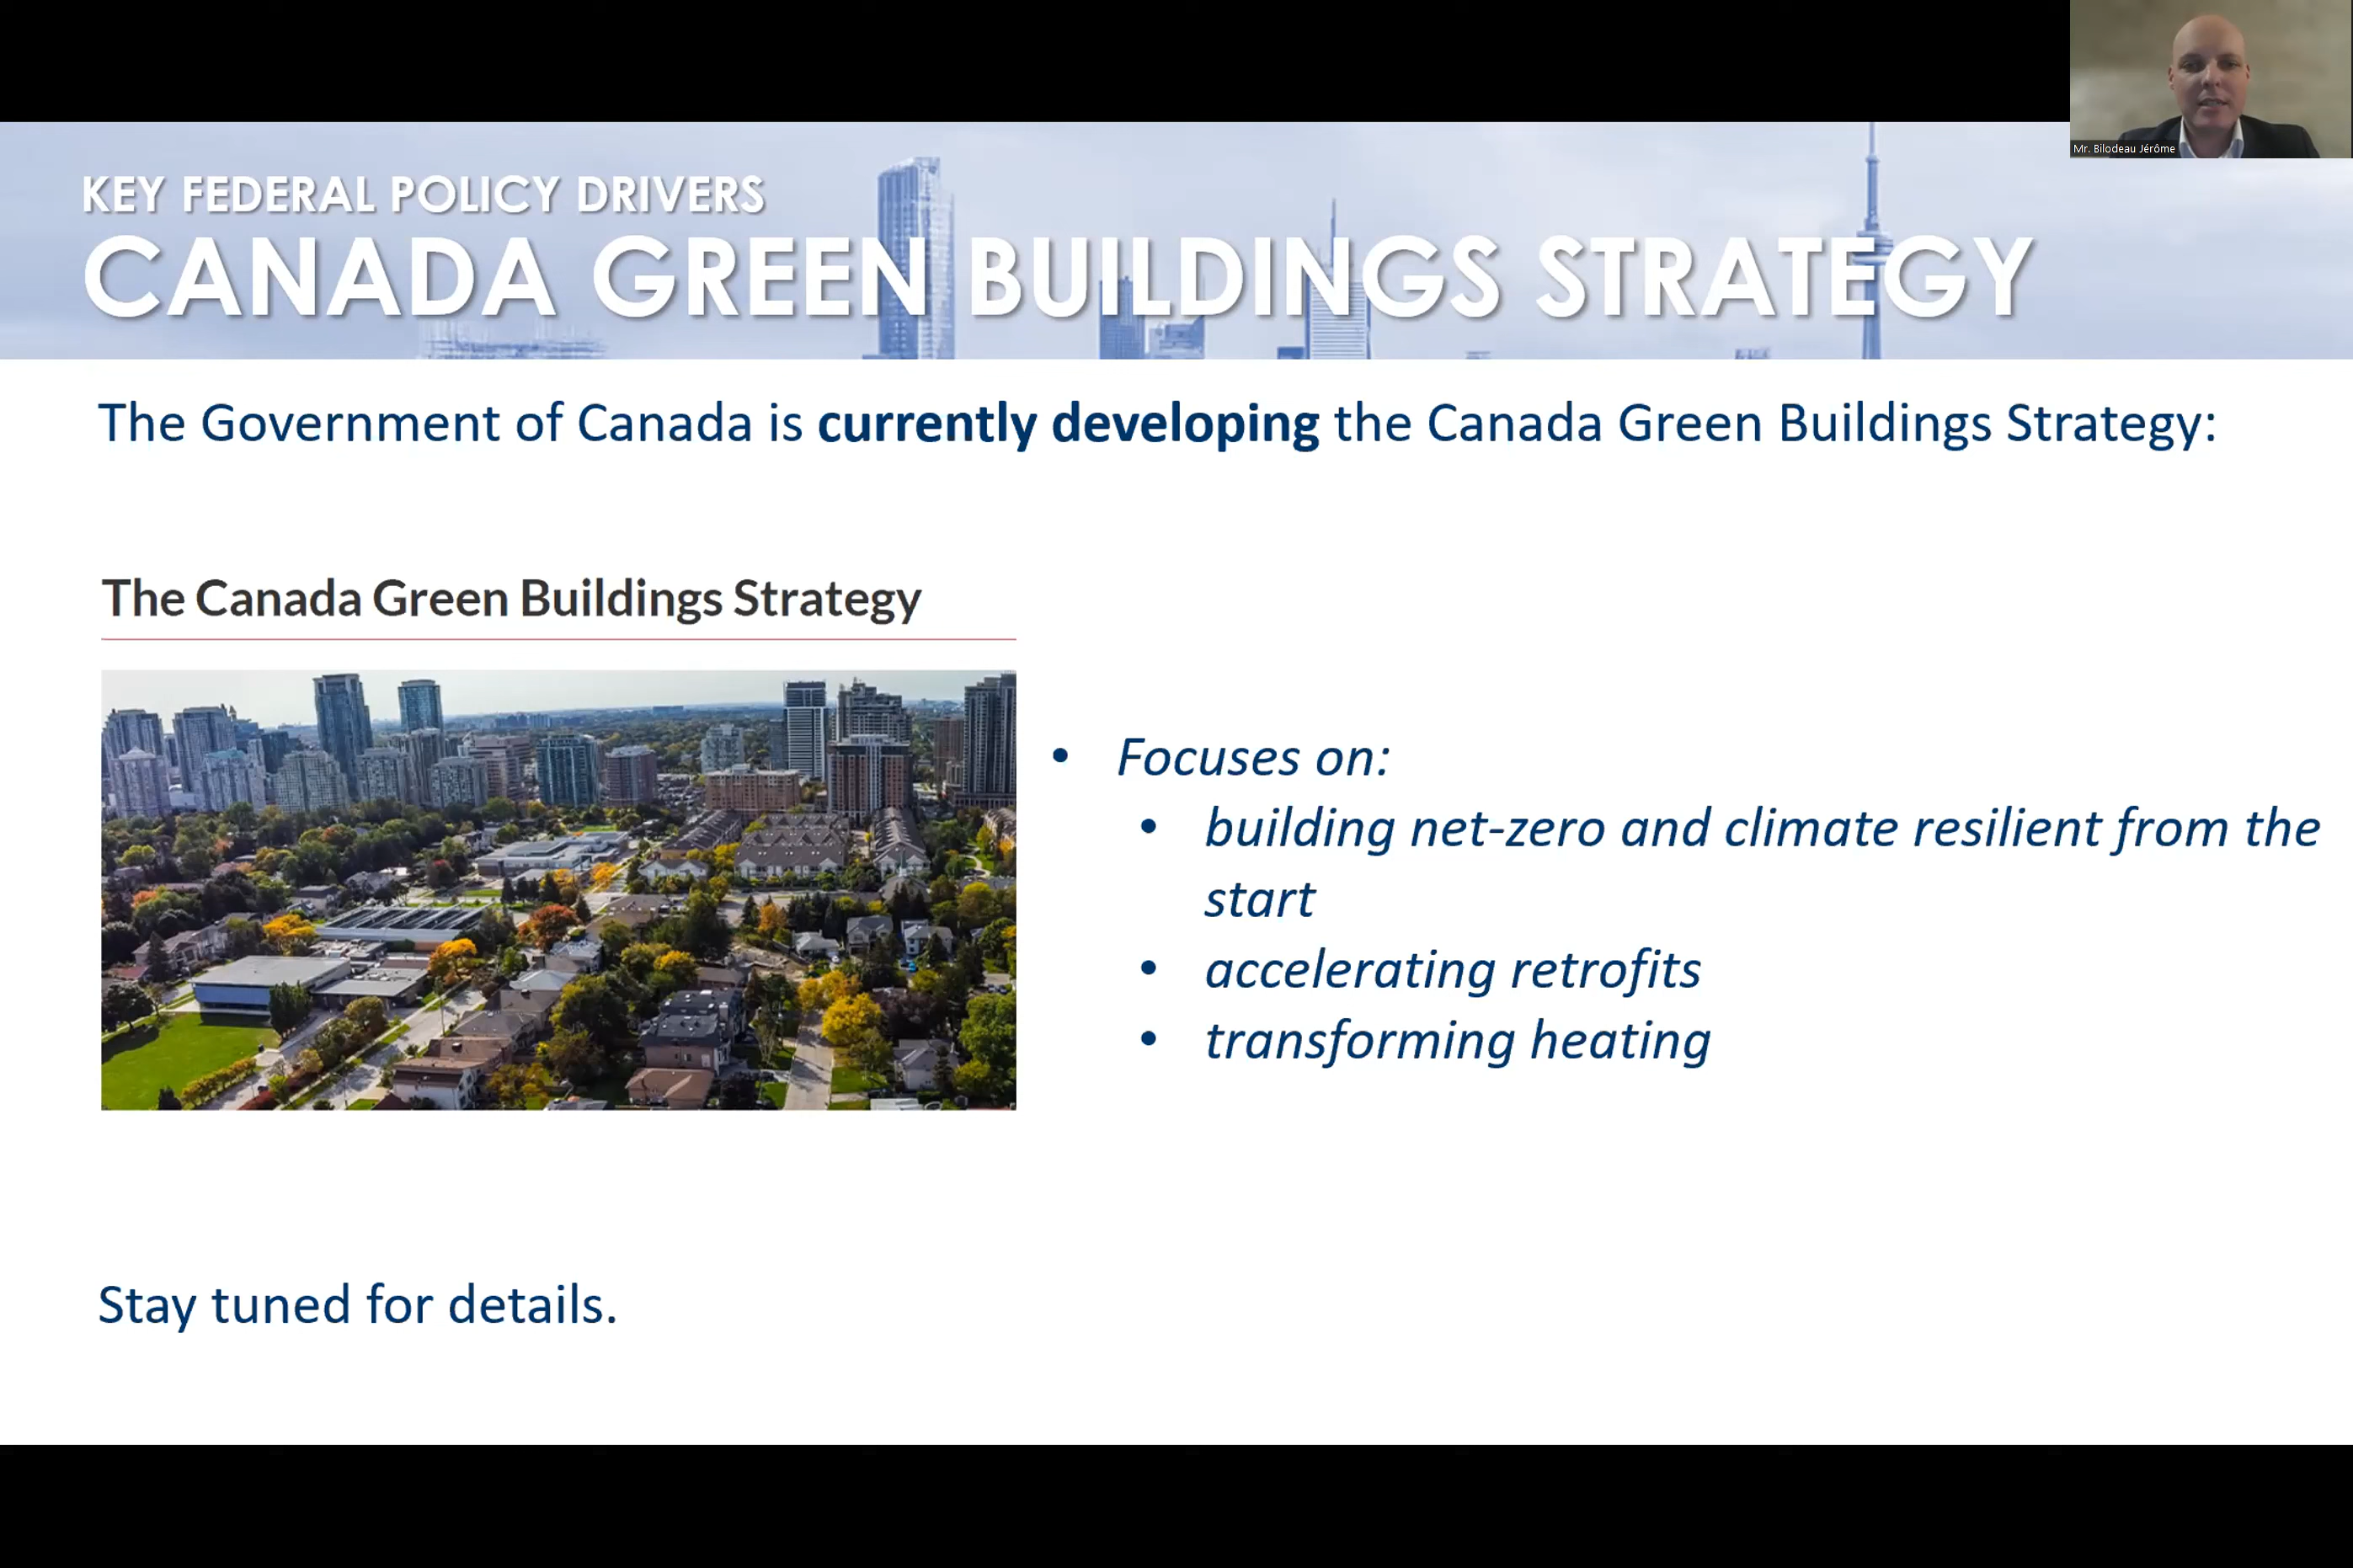 Mr. Bilodeau Jérôme
KEY FEDERAL POLICY DRIVERS
CANADA GREEN BUILDINGS STRATEGY
The Government of Canada is currently developing the Canada Green Buildings Strategy:
The Canada Green Buildings Strategy
• Focuses on:
• building net-zero and climate resilient from the
start
• accelerating retrofits
• transforming heating
Stay tuned for details.